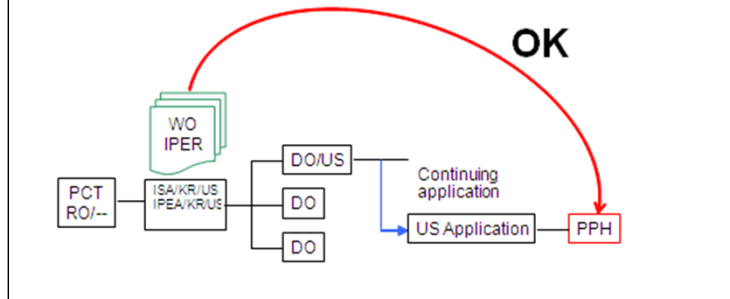 OK
WO
IPER
PCT
RO/--
ISA/KR/US
IPEA/KR/US
DO/US
DO
DO
Continuing
application
US Application
PPH